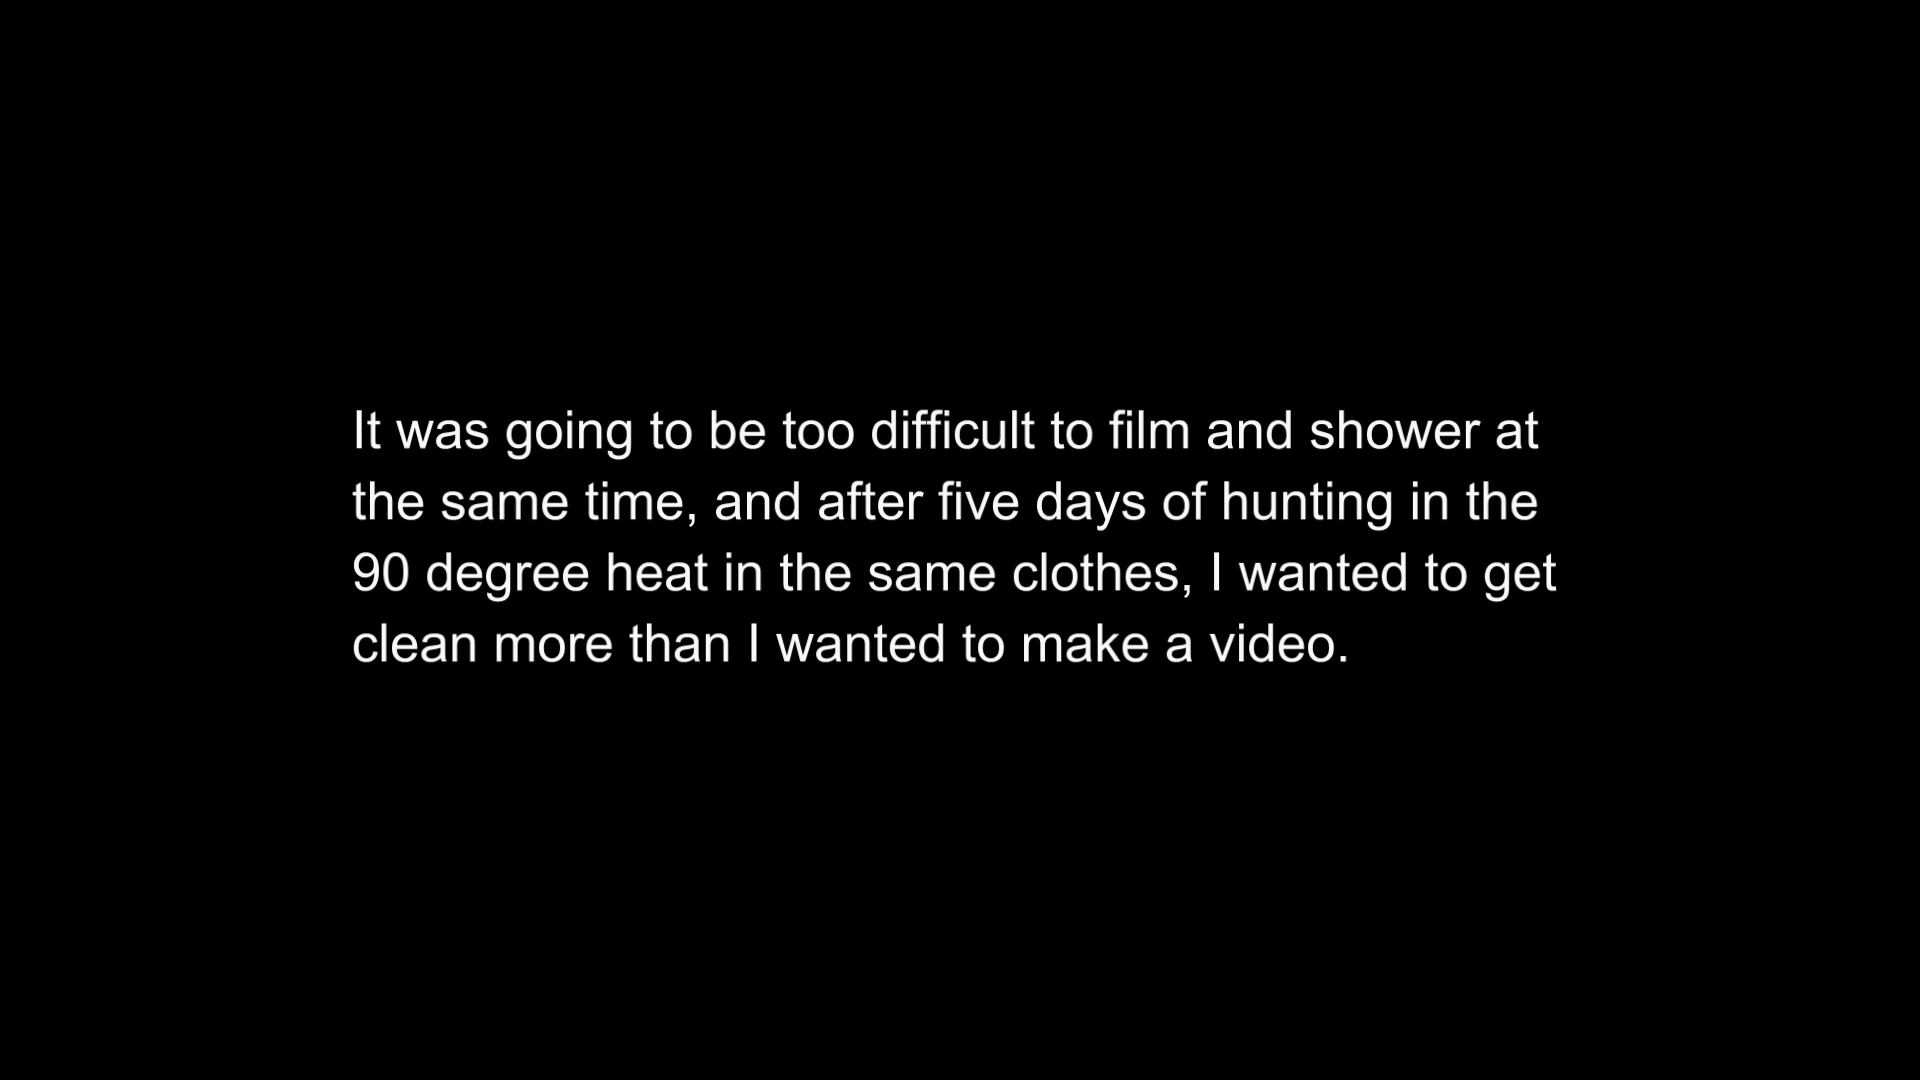 It was going to be too difficult to film and shower at
the same time, and after five days of hunting in the
90 degree heat in the same clothes, I wanted to get
clean more than I wanted to make a video.